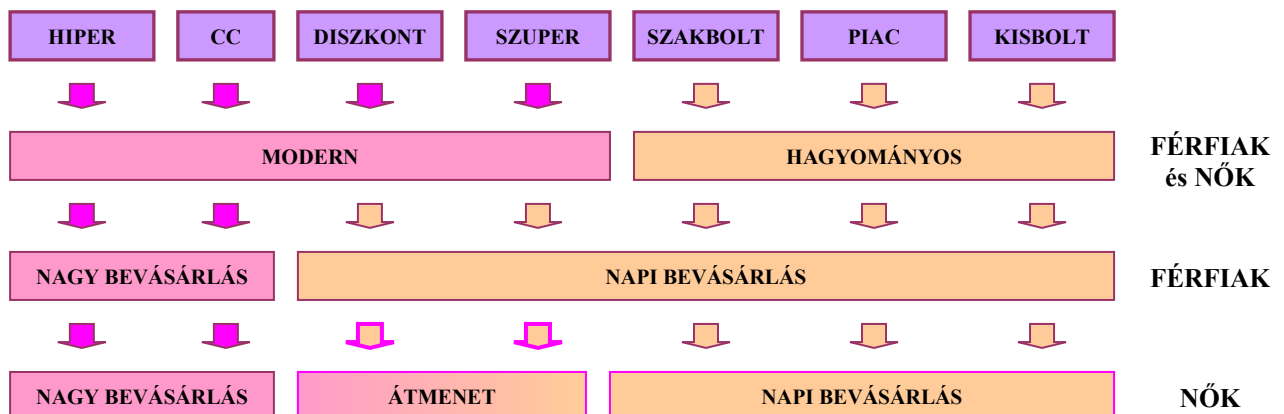 HIPER CC DISZKONT SZUPER SZAKBOLT PIAC KISBOLT
MODERN HAGYOMÁNYOS FÉRFIAK
és NŐK
NAGY BEVÁSÁRLÁS NAPI BEVÁSÁRLÁS FÉRFIAK
NAGY BEVÁSÁRLÁS ÁTMENET NAPI BEVÁSÁRLÁS NŐK